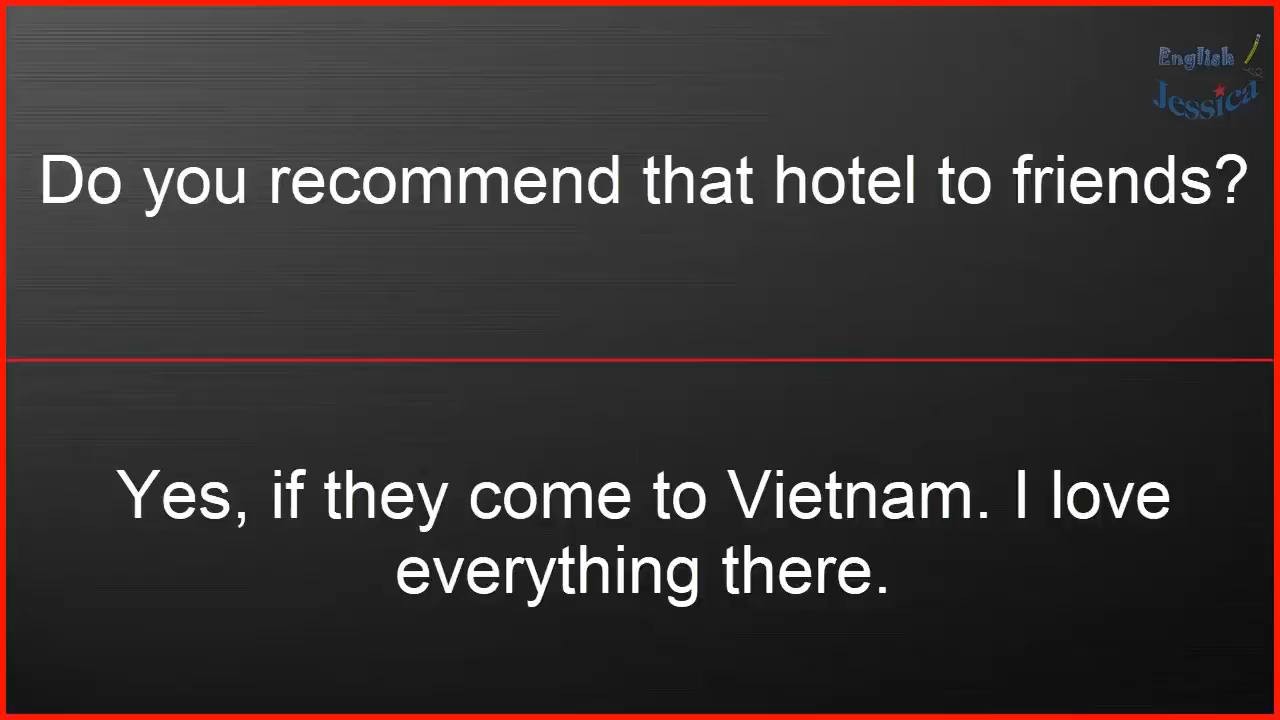 English
Jessica
Do you recommend that hotel to friends?
Yes, if they come to Vietnam. I love
everything there.